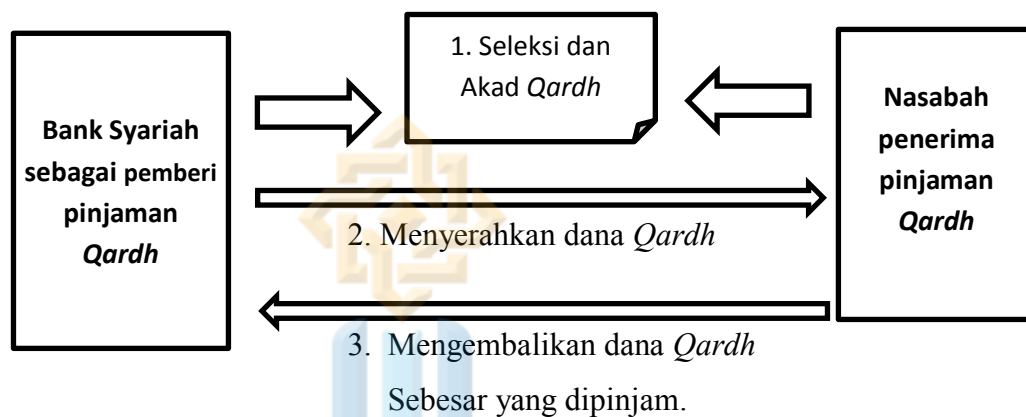 Bank Syariah
sebagai pemberi
pinjaman
Qardh
1. Seleksi dan
Akad Qardh
Nasabah
penerima
pinjaman
Qardh
2. Menyerahkan dana Qardh
3. Mengembalikan dana Qardh
Sebesar yang dipinjam.